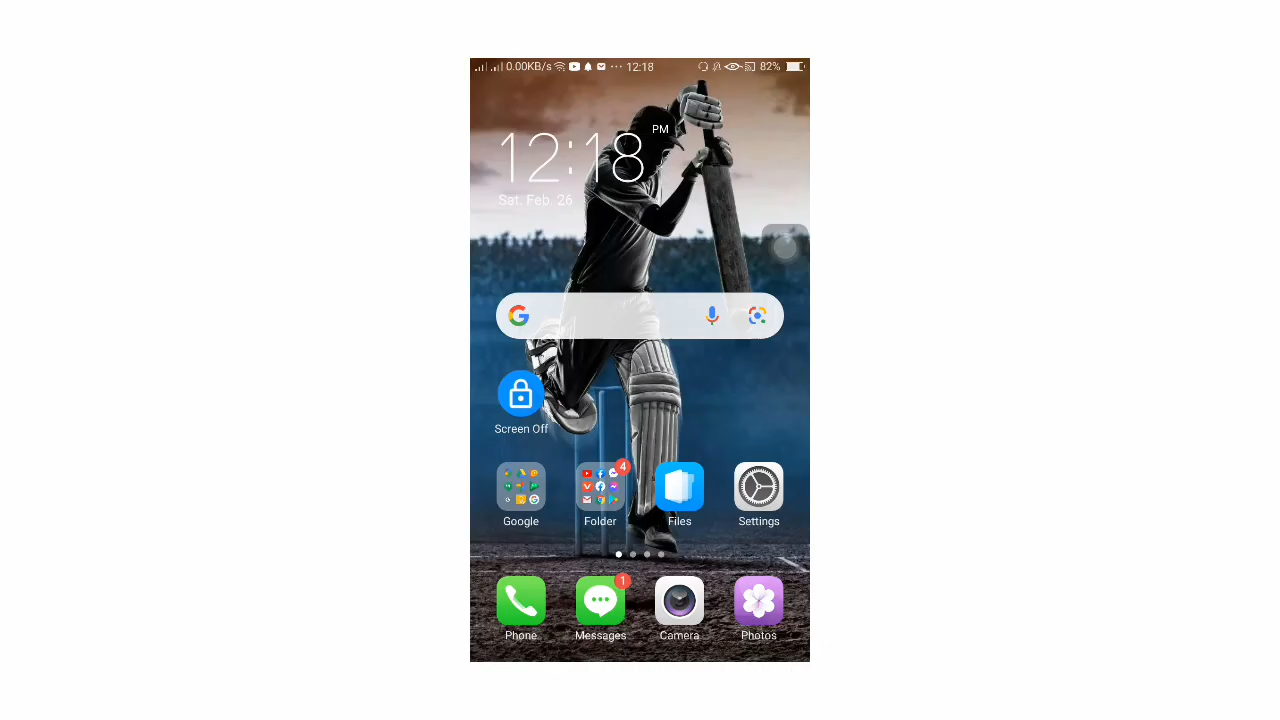 0.00KB/s 12:18 82%
PM
12:18
Sat. Feb. 26
Screen Off
4
Google Folder Files Settings
1
Phone Messages Camera Photos